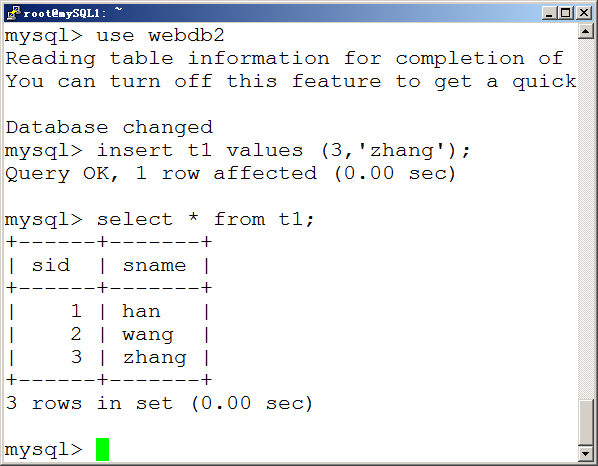 root@mySQL1: ~
mysql> use webdb2
Reading table information for completion of
You can turn off this feature to get a quick
Database changed
mysql> insert t1 values (3,'zhang');
Query OK, 1 row affected (0.00 sec)
mysql> select * from t1;
+------+-------+
| sid  | sname |
+------+-------+
|    1 | han   |
|    2 | wang  |
|    3 | zhang |
+------+-------+
3 rows in set (0.00 sec)
mysql>